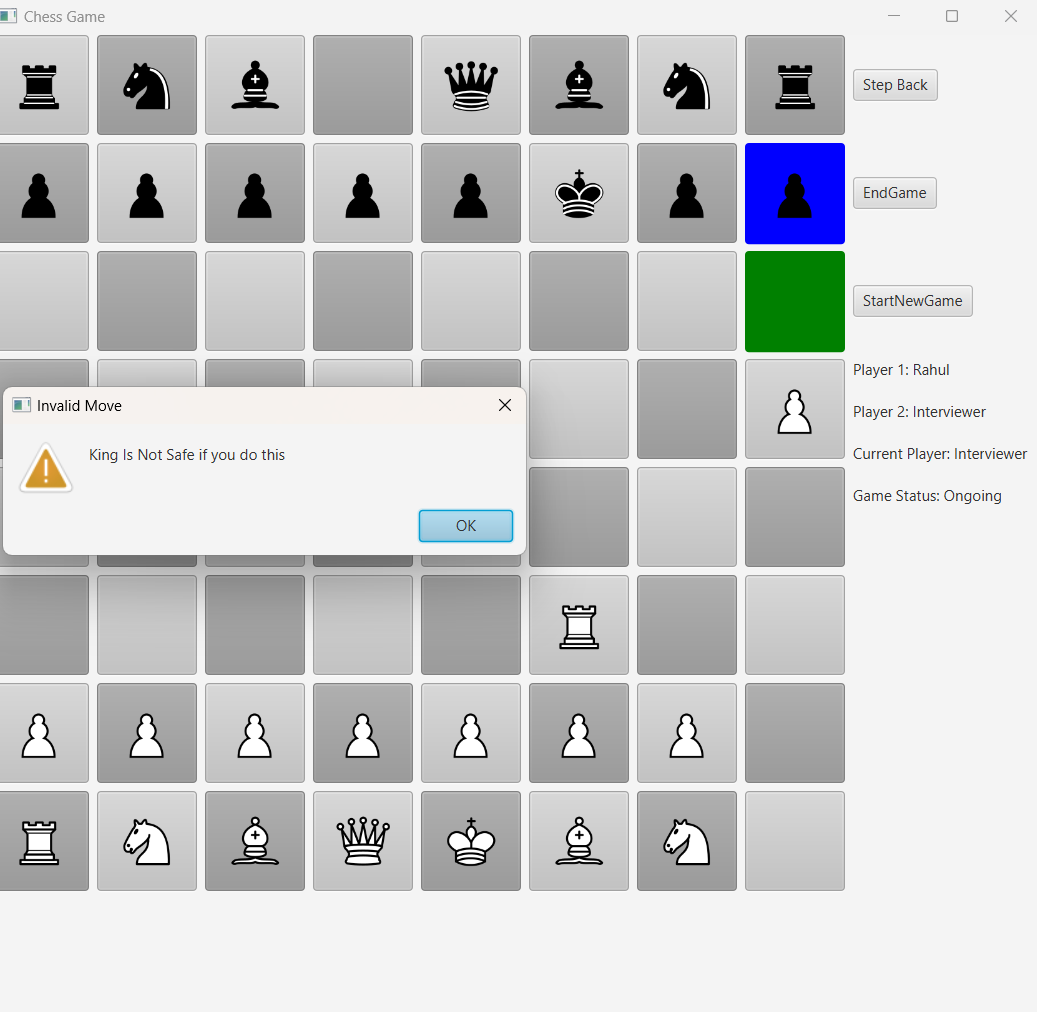 Chess Game
Step Back
EndGame
StartNewGame
Player 1: Rahul
Invalid Move
Player 2: Interviewer
King Is Not Safe if you do this
Current Player: Interviewer
Game Status: Ongoing
OK